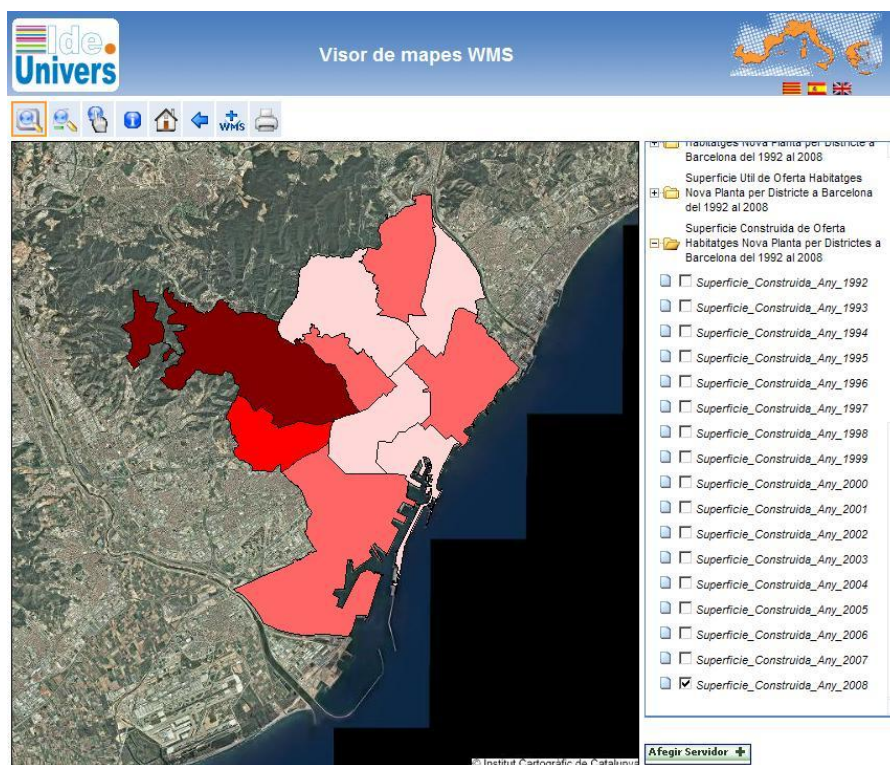 Ide.
Univers
Visor de mapes WMS
WMS
Habitatges Nova Planta per Districte a
Barcelona del 1992 al 2008
Superficie Util de Oferta Habitatges
Nova Planta per Districte a Barcelona
del 1992 al 2008
Superficie Construida de Oferta
Habitatges Nova Planta per Districtes a
Barcelona del 1992 al 2008
Superficie_Construida_Any_1992
Superficie_Construida_Any_1993
Superficie_Construida_Any_1994
Superficie_Construida_Any_1995
Superficie_Construida_Any_1996
Superficie_Construida_Any_1997
Superficie_Construida_Any_1998
Superficie_Construida_Any_1999
Superficie_Construida_Any_2000
Superficie_Construida_Any_2001
Superficie_Construida_Any_2002
Superficie_Construida_Any_2003
Superficie_Construida_Any_2004
Superficie_Construida_Any_2005
Superficie_Construida_Any_2006
Superficie_Construida_Any_2007
Superficie_Construida_Any_2008
Afegir Servidor
© Institut Cartogràfic de Catalunya